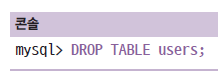 콘솔
mysql> DROP TABLE users;